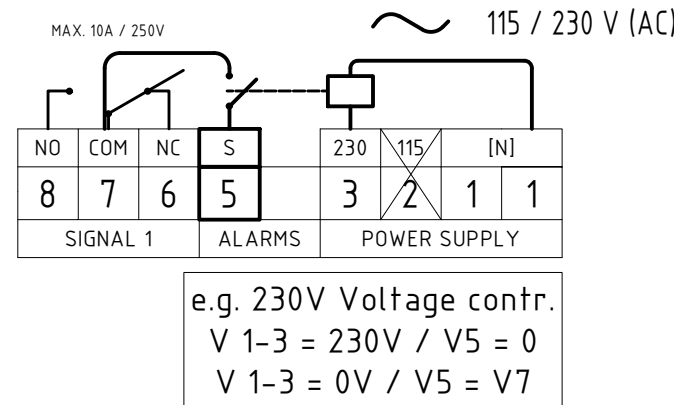 MAX. 10A / 250V
115 / 230 V (AC)
NO COM NC S 230 115 [N]
8 7 6 5 3 2 1 1
SIGNAL 1 ALARMS POWER SUPPLY
e.g. 230V Voltage contr.
V 1-3 = 230V / V5 = 0
V 1-3 = 0V / V5 = V7